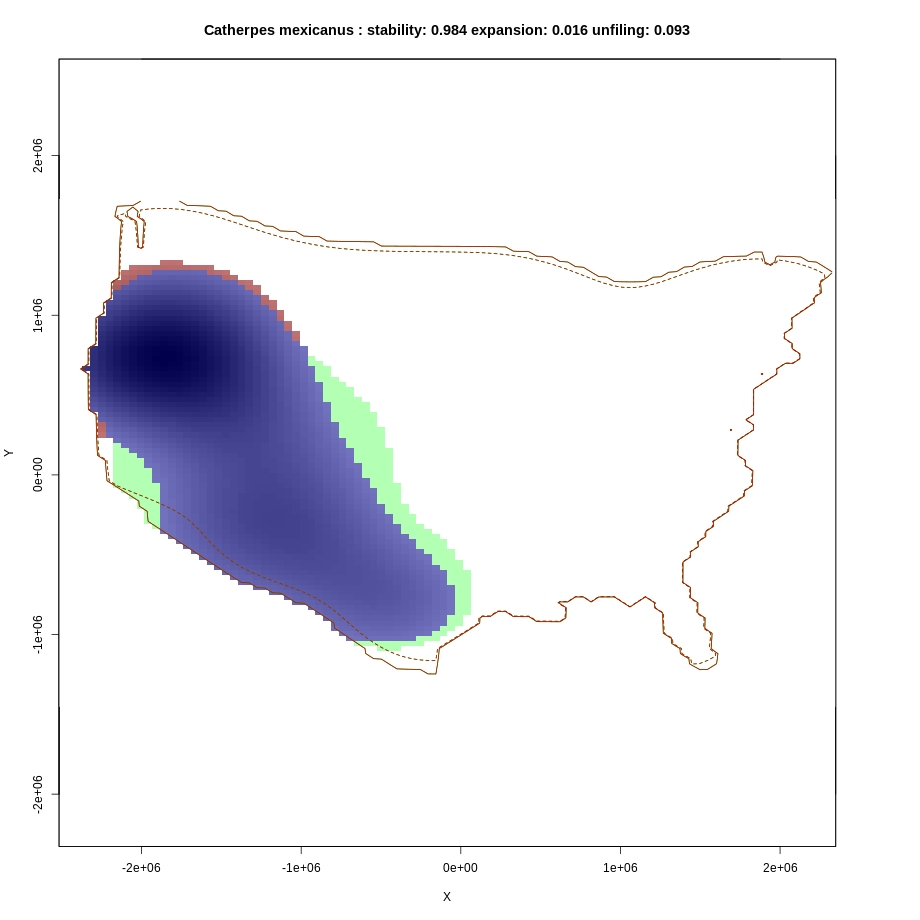 Catherpes mexicanus : stability: 0.984 expansion: 0.016 unfiling: 0.093
2e+06
1e+06
Y
0e+00
-1e+06
-2e+06
-2e+06 -1e+06 0e+00 1e+06 2e+06
X